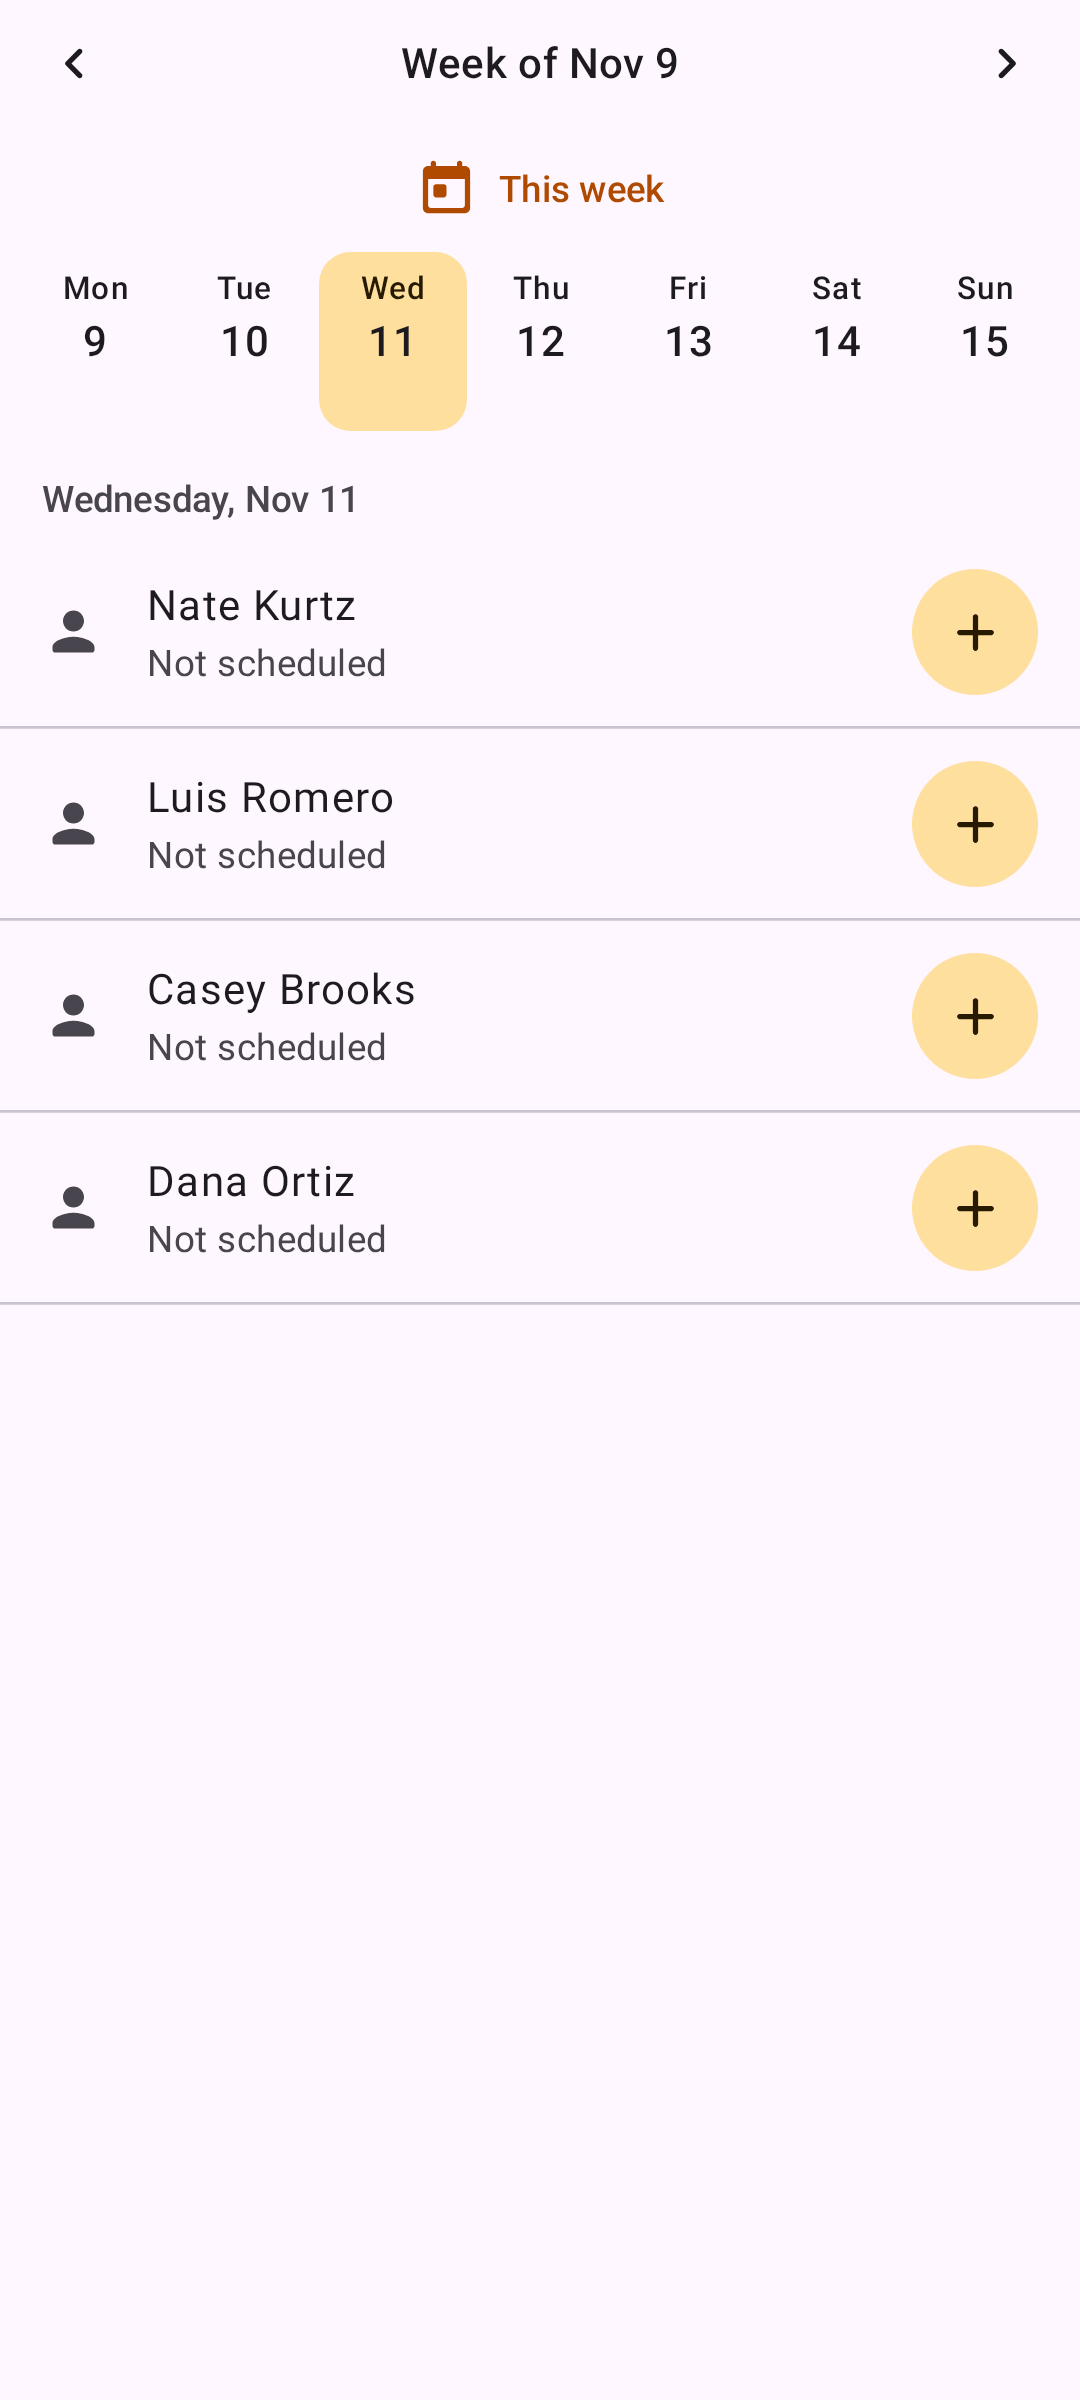 Week of Nov 9
This week
Mon Tue Wed Thu Fri Sat Sun
9 10 11 12 13 14 15
Wednesday, Nov 11
Nate Kurtz
Not scheduled
Luis Romero
Not scheduled
Casey Brooks
Not scheduled
Dana Ortiz
Not scheduled